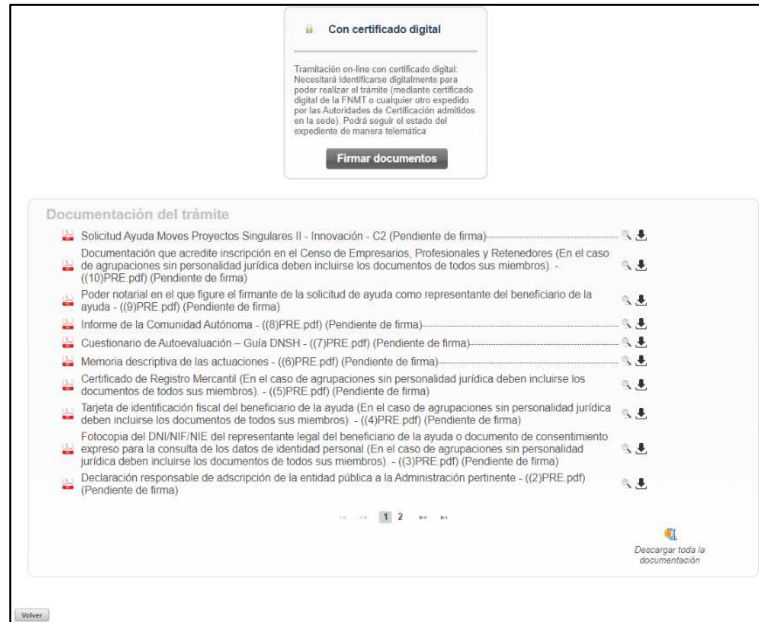 Con certificado digital
Tramitación on-line con certificado digital:
Necesitará identificarse digitalmente para
poder realizar el trámite (mediante certificado
digital de la FNMT o cualquier otro expedido
por las Autoridades de Certificación admitidos
en la sede). Podrá seguir el estado del
expediente de manera telemática
Firmar documentos
Documentación del trámite
Solicitud Ayuda Moves Proyectos Singulares II - Innovación - C2 (Pendiente de firma)
Documentación que acredite inscripción en el Censo de Empresarios, Profesionales y Retenedores (En el caso
de agrupaciones sin personalidad jurídica deben incluirse los documentos de todos sus miembros). -
((10)PRE.pdf) (Pendiente de firma)
Poder notarial en el que figure el firmante de la solicitud de ayuda como representante del beneficiario de la
ayuda - ((9)PRE.pdf) (Pendiente de firma)
Informe de la Comunidad Autónoma - ((8)PRE.pdf) (Pendiente de firma)
Cuestionario de Autoevaluación – Guía DNSH - ((7)PRE.pdf) (Pendiente de firma)
Memoria descriptiva de las actuaciones - ((6)PRE.pdf) (Pendiente de firma)
Certificado de Registro Mercantil (En el caso de agrupaciones sin personalidad jurídica deben incluirse los
documentos de todos sus miembros). - ((5)PRE.pdf) (Pendiente de firma)
Tarjeta de identificación fiscal del beneficiario de la ayuda (En el caso de agrupaciones sin personalidad jurídica
deben incluirse los documentos de todos sus miembros). - ((4)PRE.pdf) (Pendiente de firma)
Fotocopia del DNI/NIF/NIE del representante legal del beneficiario de la ayuda o documento de consentimiento
expreso para la consulta de los datos de identidad personal (En el caso de agrupaciones sin personalidad
jurídica deben incluirse los documentos de todos sus miembros). - ((3)PRE.pdf) (Pendiente de firma)
Declaración responsable de adscripción de la entidad pública a la Administración pertinente - ((2)PRE.pdf)
(Pendiente de firma)
1 2
Descargar toda la
documentación
Volver